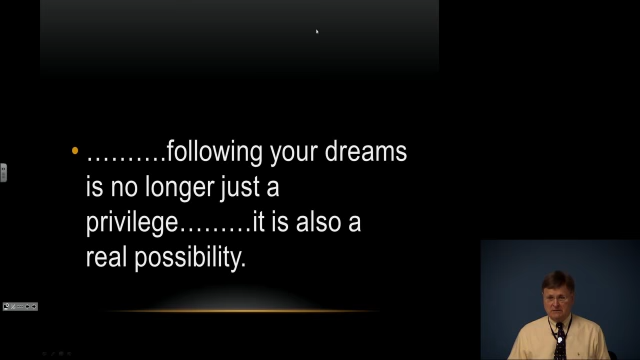 • ……….following your dreams
is no longer just a
privilege………it is also a
real possibility.